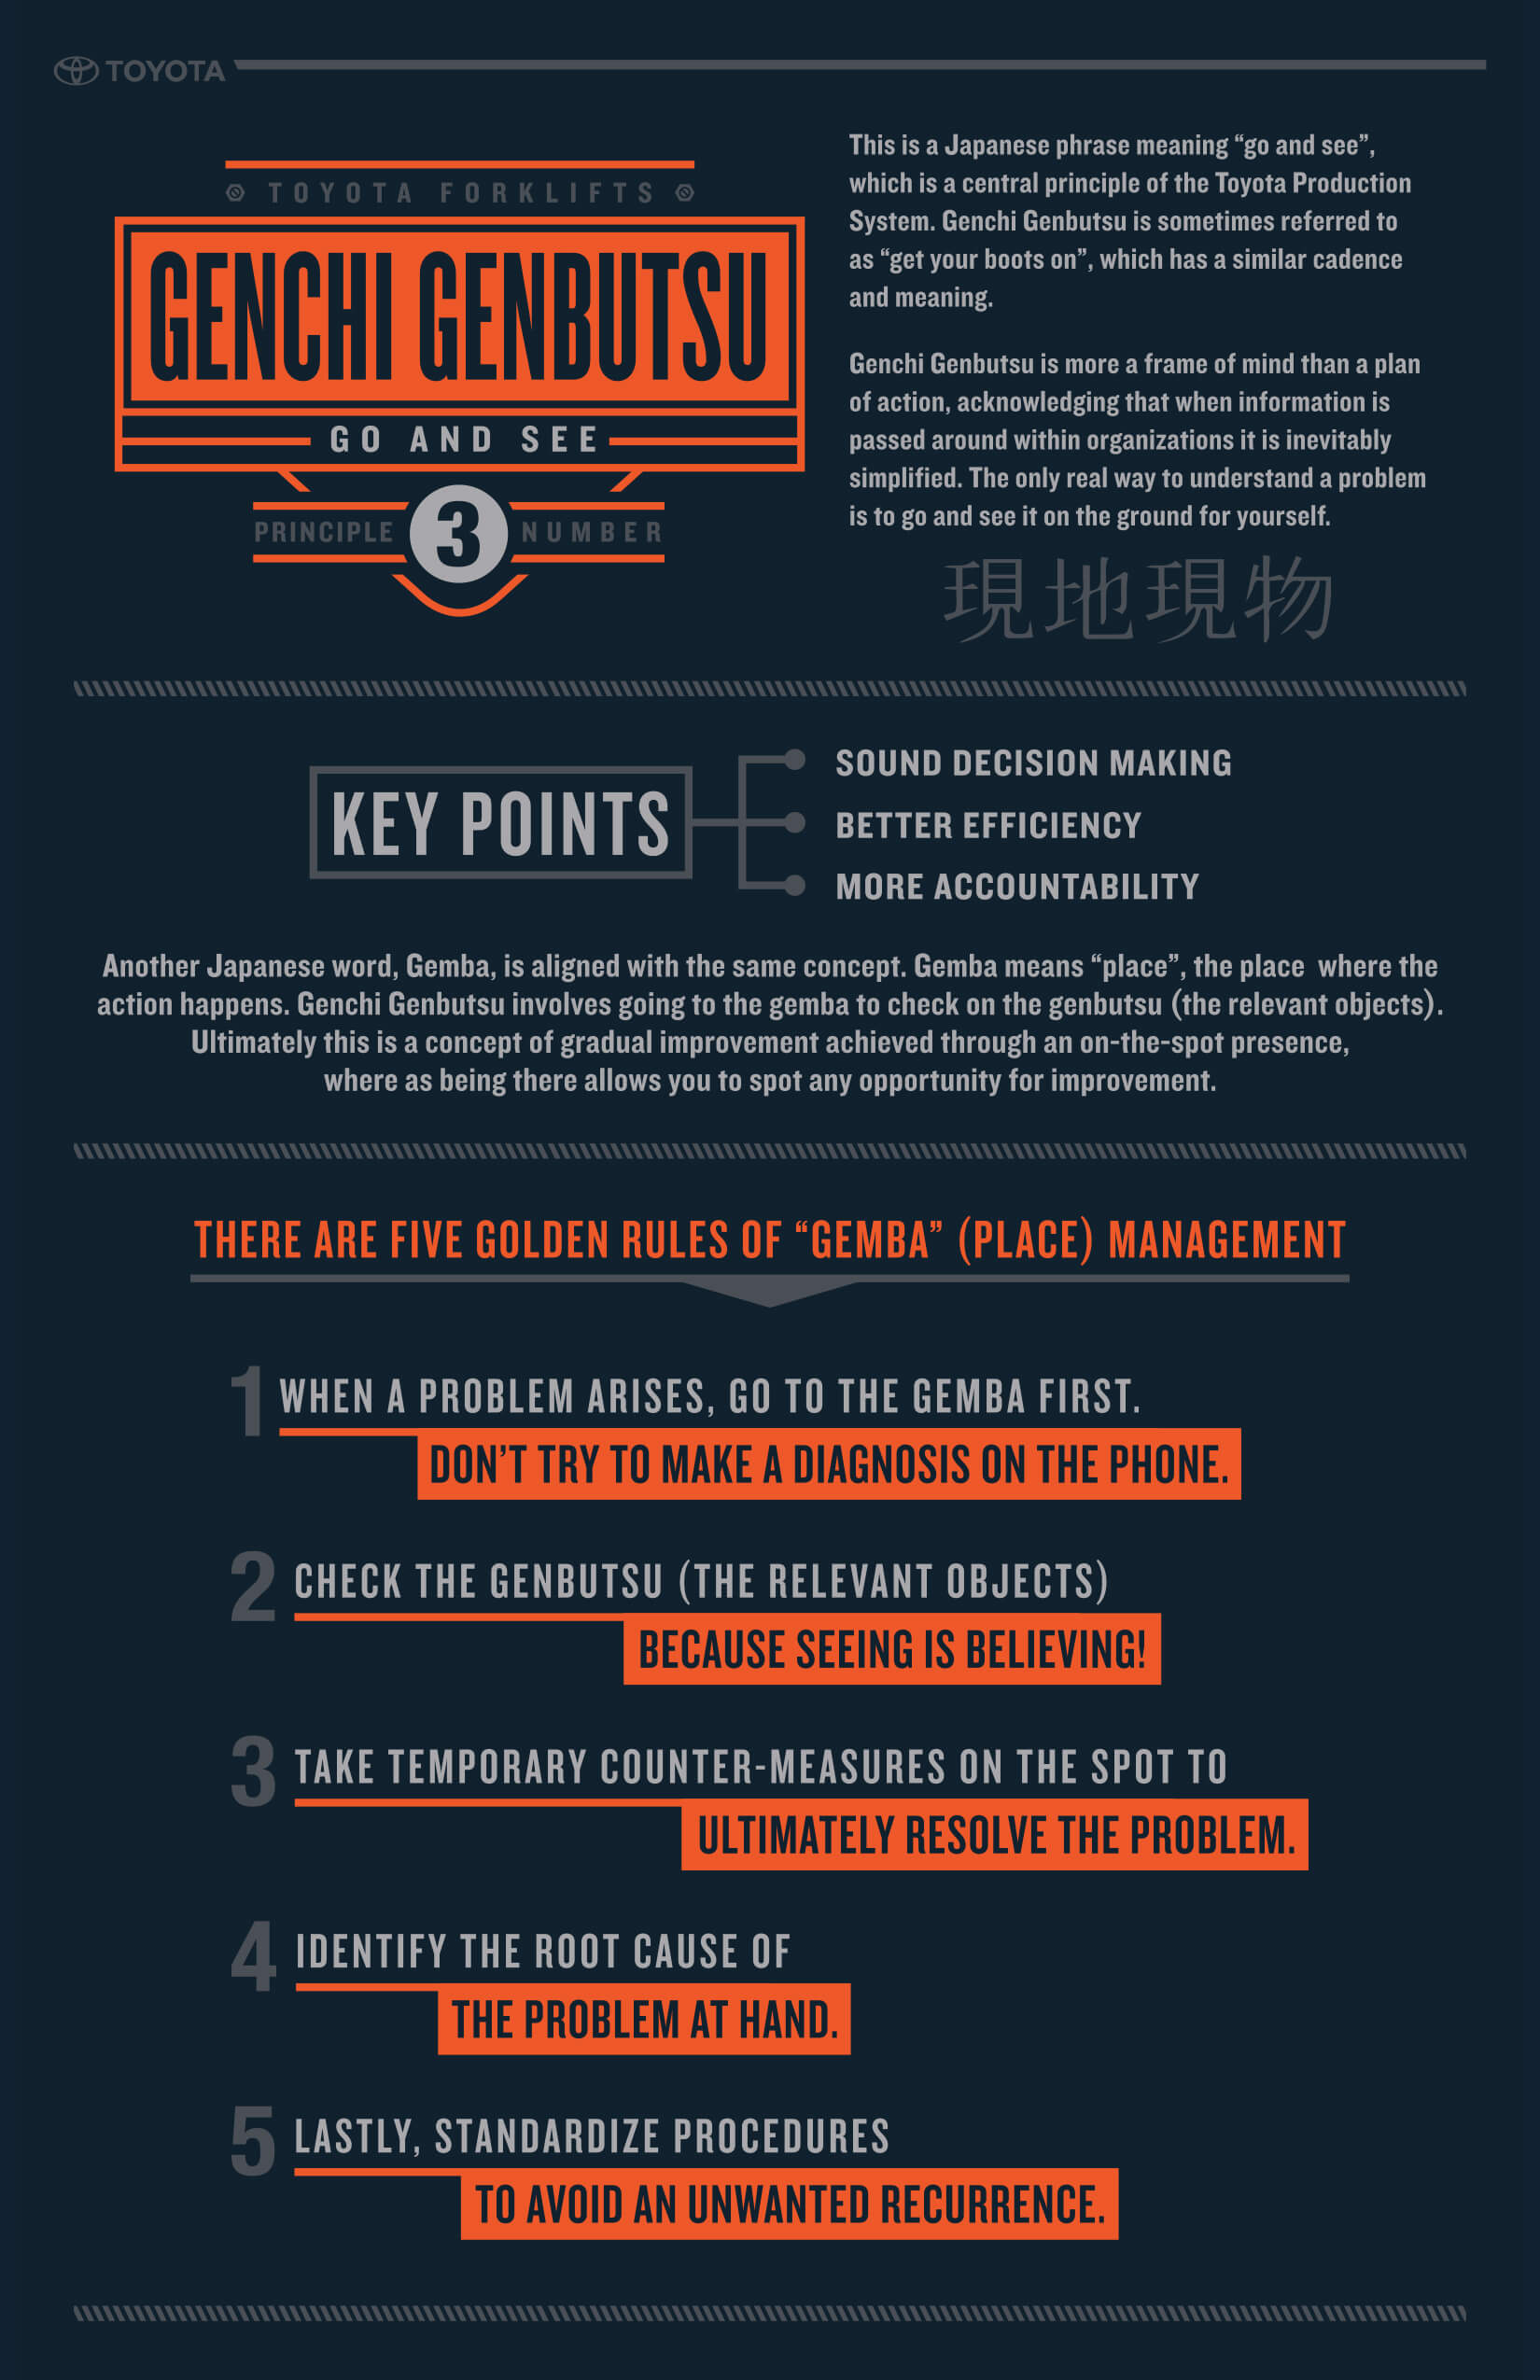 TOYOTA
TOYOTA FORKLIFTS
GENCHI GENBUTSU
GO AND SEE
PRINCIPLE 3 NUMBER
This is a Japanese phrase meaning “go and see”,
which is a central principle of the Toyota Production
System. Genchi Genbutsu is sometimes referred to
as “get your boots on”, which has a similar cadence
and meaning.
Genchi Genbutsu is more a frame of mind than a plan
of action, acknowledging that when information is
passed around within organizations it is inevitably
simplified. The only real way to understand a problem
is to go and see it on the ground for yourself.
現地現物
KEY POINTS
SOUND DECISION MAKING
BETTER EFFICIENCY
MORE ACCOUNTABILITY
Another Japanese word, Gemba, is aligned with the same concept. Gemba means “place”, the place where the
action happens. Genchi Genbutsu involves going to the gemba to check on the genbutsu (the relevant objects).
Ultimately this is a concept of gradual improvement achieved through an on-the-spot presence,
where as being there allows you to spot any opportunity for improvement.
THERE ARE FIVE GOLDEN RULES OF “GEMBA” (PLACE) MANAGEMENT
1 WHEN A PROBLEM ARISES, GO TO THE GEMBA FIRST.
DON’T TRY TO MAKE A DIAGNOSIS ON THE PHONE.
2 CHECK THE GENBUTSU (THE RELEVANT OBJECTS)
BECAUSE SEEING IS BELIEVING!
3 TAKE TEMPORARY COUNTER-MEASURES ON THE SPOT TO
ULTIMATELY RESOLVE THE PROBLEM.
4 IDENTIFY THE ROOT CAUSE OF
THE PROBLEM AT HAND.
5 LASTLY, STANDARDIZE PROCEDURES
TO AVOID AN UNWANTED RECURRENCE.